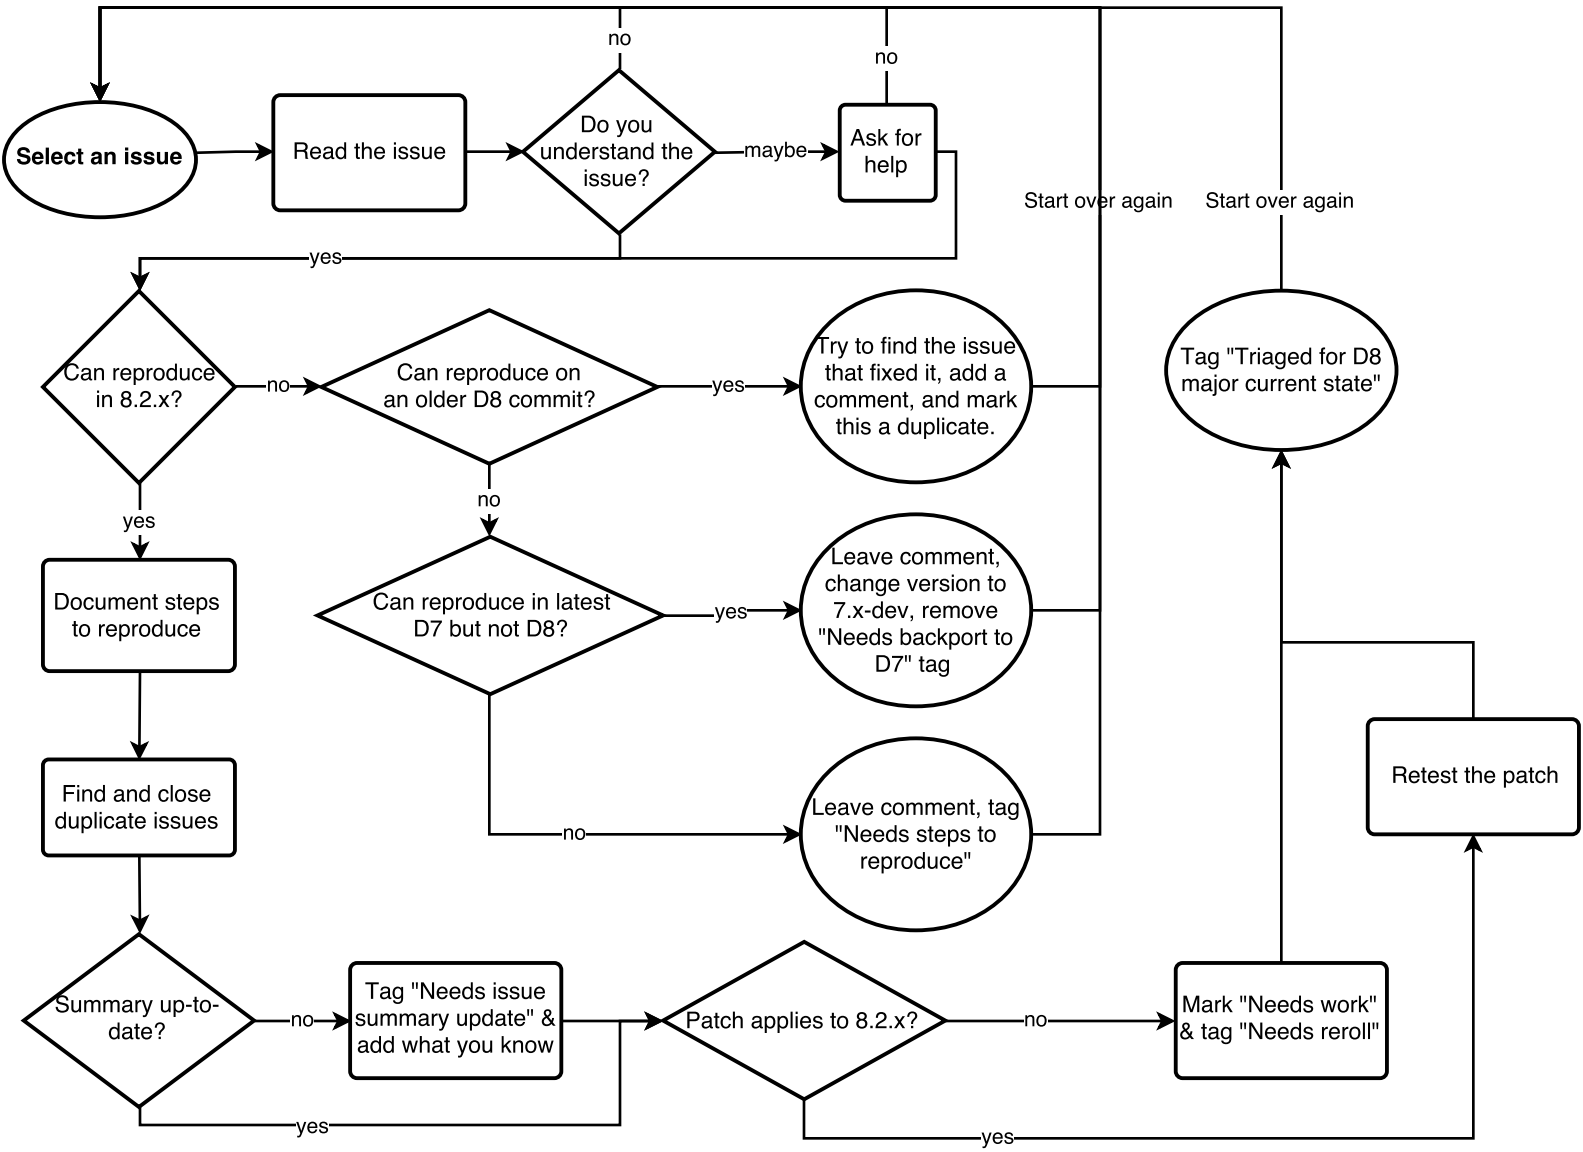 no
no
Select an issue
Read the issue
Do you
understand the
issue?
maybe
Ask for
help
Start over again
Start over again
yes
Can reproduce
in 8.2.x?
no
Can reproduce on
an older D8 commit?
yes
Try to find the issue
that fixed it, add a
comment, and mark
this a duplicate.
Tag "Triaged for D8
major current state"
yes
no
Document steps
to reproduce
Can reproduce in latest
D7 but not D8?
yes
Leave comment,
change version to
7.x-dev, remove
"Needs backport to
D7" tag
Find and close
duplicate issues
no
Leave comment, tag
"Needs steps to
reproduce"
Retest the patch
Summary up-to-
date?
no
Tag "Needs issue
summary update" &
add what you know
Patch applies to 8.2.x?
no
Mark "Needs work"
& tag "Needs reroll"
yes
yes